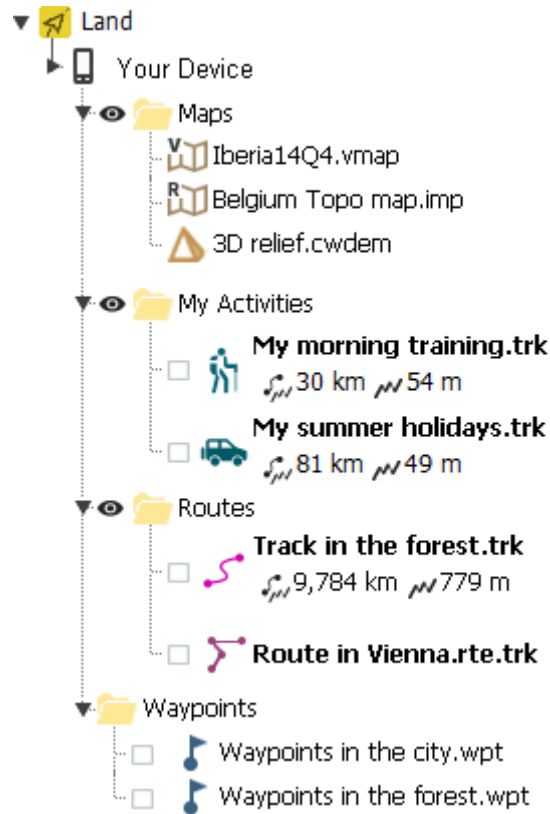 Land
Your Device
Maps
V Iberia14Q4.vmap
R Belgium Topo map.imp
3D relief.cwdem
My Activities
My morning training.trk
30 km 54 m
My summer holidays.trk
81 km 49 m
Routes
Track in the forest.trk
9,784 km 779 m
Route in Vienna.rte.trk
Waypoints
Waypoints in the city.wpt
Waypoints in the forest.wpt